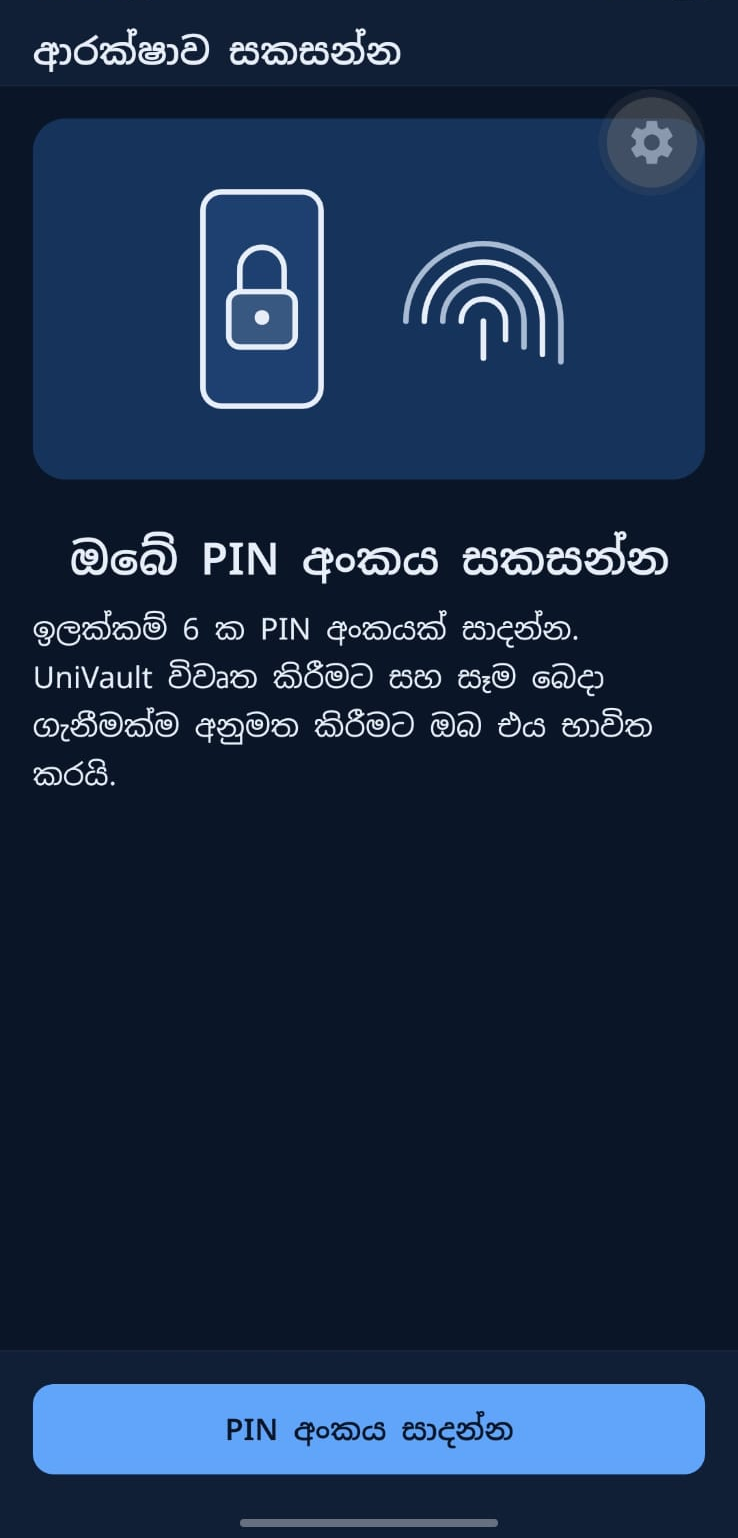 ආරක්ෂාව සකසන්න
ඔබේ PIN අංකය සකසන්න
ඉලක්කම් 6 ක PIN අංකයක් සාදන්න.
UniVault විවෘත කිරීමට සහ සෑම බෙදා
ගැනීමක්ම අනුමත කිරීමට ඔබ එය භාවිත
කරයි.
PIN අංකය සාදන්න